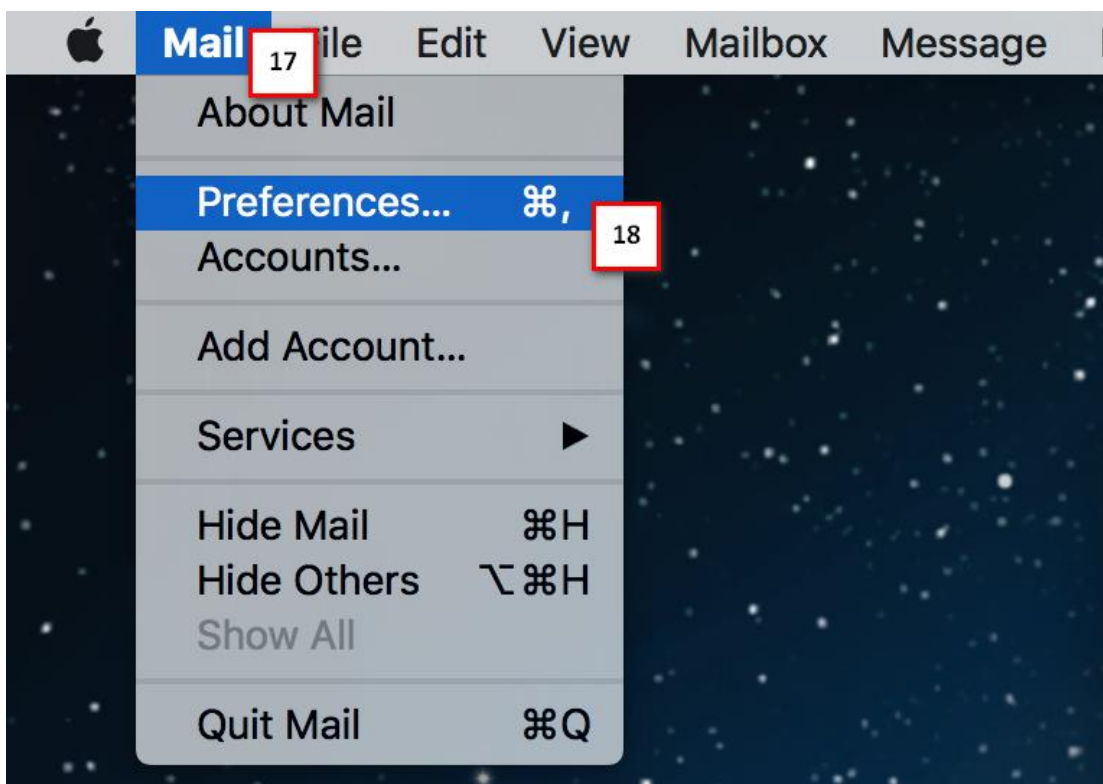 Mail File Edit View Mailbox Message
17
About Mail
Preferences... ⌘,
18
Accounts...
Add Account...
Services ▶
Hide Mail ⌘H
Hide Others ⌥⌘H
Show All
Quit Mail ⌘Q